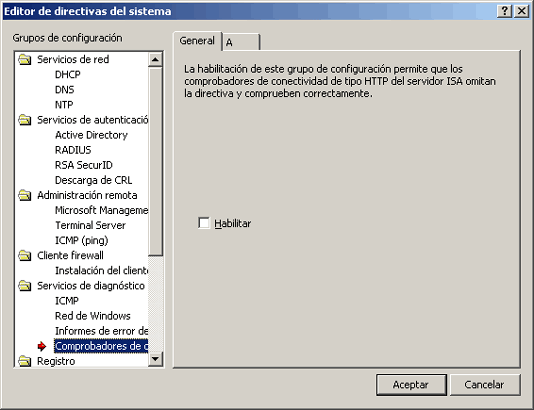 Editor de directivas del sistema
Grupos de configuración
Servicios de red
DHCP
DNS
NTP
Servicios de autenticació
Active Directory
RADIUS
RSA SecurID
Descarga de CRL
Administración remota
Microsoft Manageme
Terminal Server
ICMP (ping)
Cliente firewall
Instalación del cliente
Servicios de diagnóstico
ICMP
Red de Windows
Informes de error de
Comprobadores de c
Registro
General
A
La habilitación de este grupo de configuración permite que los
comprobadores de conectividad de tipo HTTP del servidor ISA omitan
la directiva y comprueben correctamente.
Habilitar
Aceptar
Cancelar